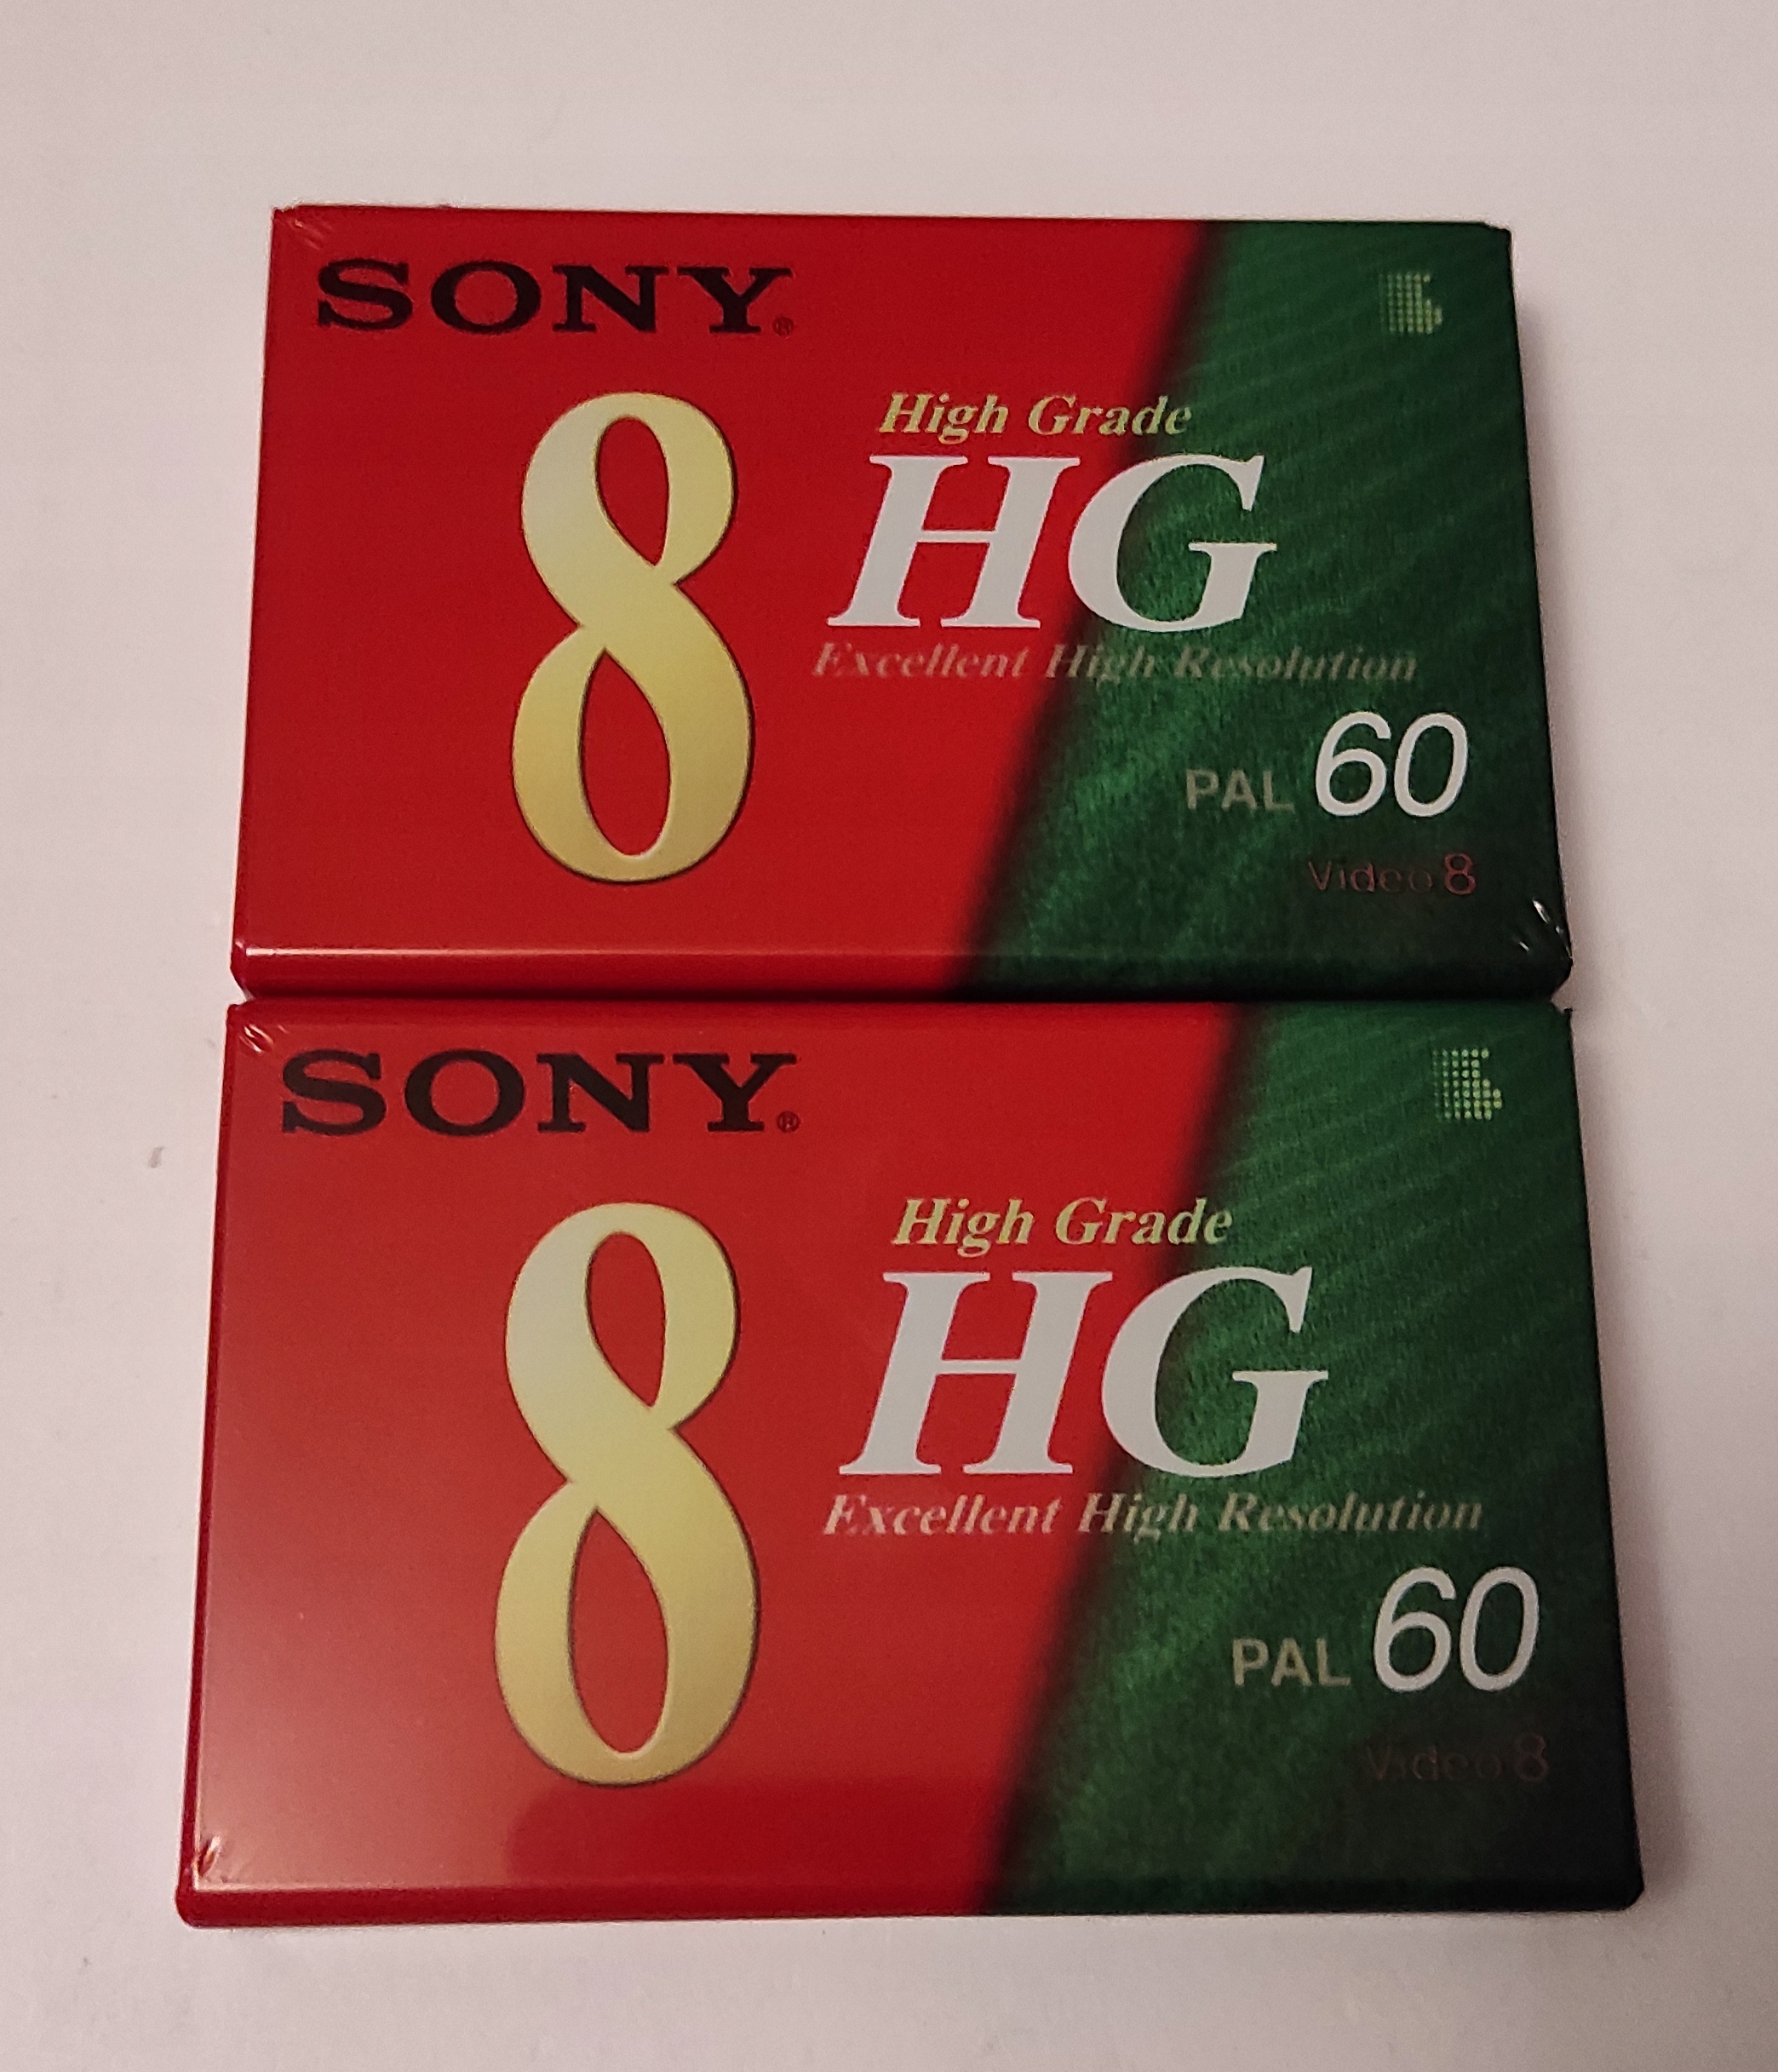 SONY®
8
High Grade
HG
Excellent High Resolution
PAL 60
Video 8
SONY®
8
High Grade
HG
Excellent High Resolution
PAL 60
Video 8